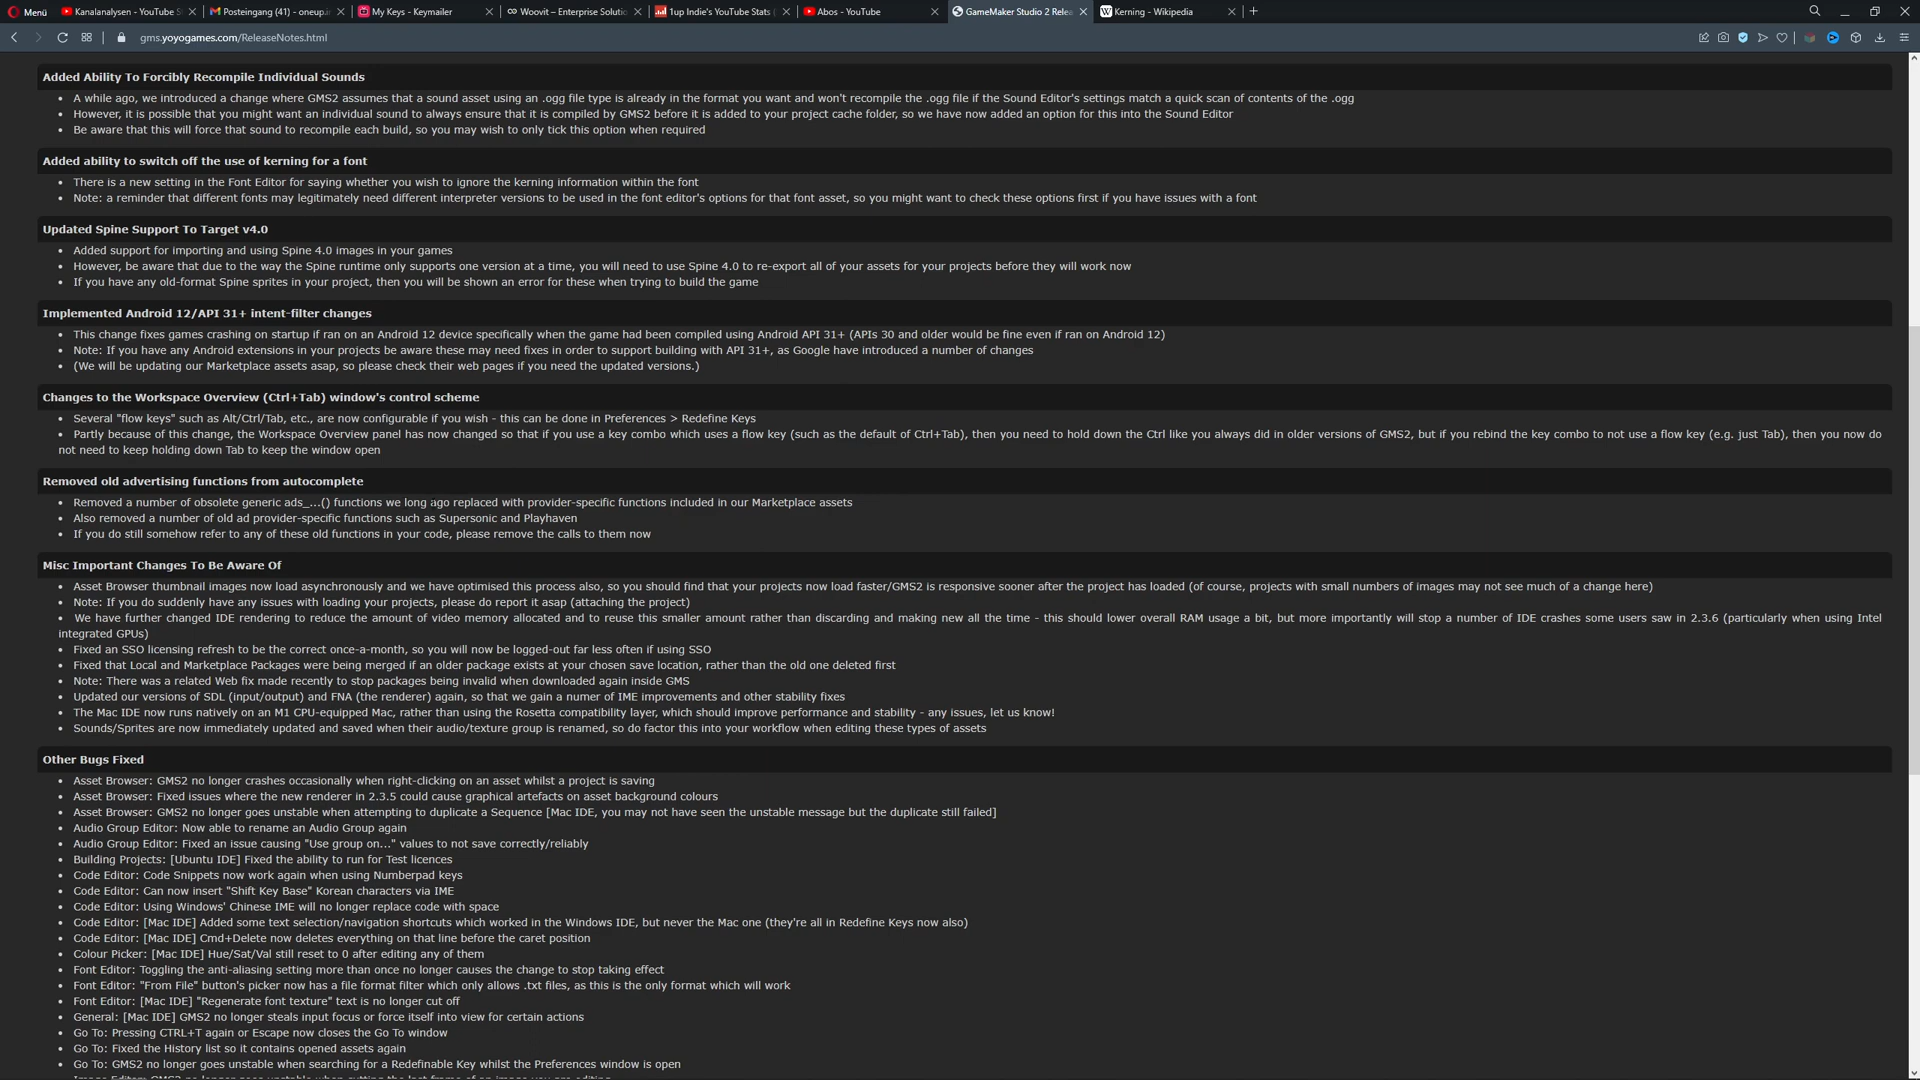 Menü
Kanalanalysen - YouTube S
Posteingang (41) - oneup.in
My Keys - Keymailer
Woovit – Enterprise Solutio
1up Indie's YouTube Stats (
Abos - YouTube
GameMaker Studio 2 Relea
Kerning - Wikipedia
gms.yoyogames.com/ReleaseNotes.html
Added Ability To Forcibly Recompile Individual Sounds
• A while ago, we introduced a change where GMS2 assumes that a sound asset using an .ogg file type is already in the format you want and won't recompile the .ogg file if the Sound Editor's settings match a quick scan of contents of the .ogg
• However, it is possible that you might want an individual sound to always ensure that it is compiled by GMS2 before it is added to your project cache folder, so we have now added an option for this into the Sound Editor
• Be aware that this will force that sound to recompile each build, so you may wish to only tick this option when required
Added ability to switch off the use of kerning for a font
• There is a new setting in the Font Editor for saying whether you wish to ignore the kerning information within the font
• Note: a reminder that different fonts may legitimately need different interpreter versions to be used in the font editor's options for that font asset, so you might want to check these options first if you have issues with a font
Updated Spine Support To Target v4.0
• Added support for importing and using Spine 4.0 images in your games
• However, be aware that due to the way the Spine runtime only supports one version at a time, you will need to use Spine 4.0 to re-export all of your assets for your projects before they will work now
• If you have any old-format Spine sprites in your project, then you will be shown an error for these when trying to build the game
Implemented Android 12/API 31+ intent-filter changes
• This change fixes games crashing on startup if ran on an Android 12 device specifically when the game had been compiled using Android API 31+ (APIs 30 and older would be fine even if ran on Android 12)
• Note: If you have any Android extensions in your projects be aware these may need fixes in order to support building with API 31+, as Google have introduced a number of changes
• (We will be updating our Marketplace assets asap, so please check their web pages if you need the updated versions.)
Changes to the Workspace Overview (Ctrl+Tab) window's control scheme
• Several "flow keys" such as Alt/Ctrl/Tab, etc., are now configurable if you wish - this can be done in Preferences > Redefine Keys
• Partly because of this change, the Workspace Overview panel has now changed so that if you use a key combo which uses a flow key (such as the default of Ctrl+Tab), then you need to hold down the Ctrl like you always did in older versions of GMS2, but if you rebind the key combo to not use a flow key (e.g. just Tab), then you now do
not need to keep holding down Tab to keep the window open
Removed old advertising functions from autocomplete
• Removed a number of obsolete generic ads_...() functions we long ago replaced with provider-specific functions included in our Marketplace assets
• Also removed a number of old ad provider-specific functions such as Supersonic and Playhaven
• If you do still somehow refer to any of these old functions in your code, please remove the calls to them now
Misc Important Changes To Be Aware Of
• Asset Browser thumbnail images now load asynchronously and we have optimised this process also, so you should find that your projects now load faster/GMS2 is responsive sooner after the project has loaded (of course, projects with small numbers of images may not see much of a change here)
• Note: If you do suddenly have any issues with loading your projects, please do report it asap (attaching the project)
• We have further changed IDE rendering to reduce the amount of video memory allocated and to reuse this smaller amount rather than discarding and making new all the time - this should lower overall RAM usage a bit, but more importantly will stop a number of IDE crashes some users saw in 2.3.6 (particularly when using Intel
integrated GPUs)
• Fixed an SSO licensing refresh to be the correct once-a-month, so you will now be logged-out far less often if using SSO
• Fixed that Local and Marketplace Packages were being merged if an older package exists at your chosen save location, rather than the old one deleted first
• Note: There was a related Web fix made recently to stop packages being invalid when downloaded again inside GMS
• Updated our versions of SDL (input/output) and FNA (the renderer) again, so that we gain a numer of IME improvements and other stability fixes
• The Mac IDE now runs natively on an M1 CPU-equipped Mac, rather than using the Rosetta compatibility layer, which should improve performance and stability - any issues, let us know!
• Sounds/Sprites are now immediately updated and saved when their audio/texture group is renamed, so do factor this into your workflow when editing these types of assets
Other Bugs Fixed
• Asset Browser: GMS2 no longer crashes occasionally when right-clicking on an asset whilst a project is saving
• Asset Browser: Fixed issues where the new renderer in 2.3.5 could cause graphical artefacts on asset background colours
• Asset Browser: GMS2 no longer goes unstable when attempting to duplicate a Sequence [Mac IDE, you may not have seen the unstable message but the duplicate still failed]
• Audio Group Editor: Now able to rename an Audio Group again
• Audio Group Editor: Fixed an issue causing "Use group on..." values to not save correctly/reliably
• Building Projects: [Ubuntu IDE] Fixed the ability to run for Test licences
• Code Editor: Code Snippets now work again when using Numberpad keys
• Code Editor: Can now insert "Shift Key Base" Korean characters via IME
• Code Editor: Using Windows' Chinese IME will no longer replace code with space
• Code Editor: [Mac IDE] Added some text selection/navigation shortcuts which worked in the Windows IDE, but never the Mac one (they're all in Redefine Keys now also)
• Code Editor: [Mac IDE] Cmd+Delete now deletes everything on that line before the caret position
• Colour Picker: [Mac IDE] Hue/Sat/Val still reset to 0 after editing any of them
• Font Editor: Toggling the anti-aliasing setting more than once no longer causes the change to stop taking effect
• Font Editor: "From File" button's picker now has a file format filter which only allows .txt files, as this is the only format which will work
• Font Editor: [Mac IDE] "Regenerate font texture" text is no longer cut off
• General: [Mac IDE] GMS2 no longer steals input focus or force itself into view for certain actions
• Go To: Pressing CTRL+T again or Escape now closes the Go To window
• Go To: Fixed the History list so it contains opened assets again
• Go To: GMS2 no longer goes unstable when searching for a Redefinable Key whilst the Preferences window is open
• Image Editor: GMS2 no longer goes unstable when cutting the last frame of an image you are editing